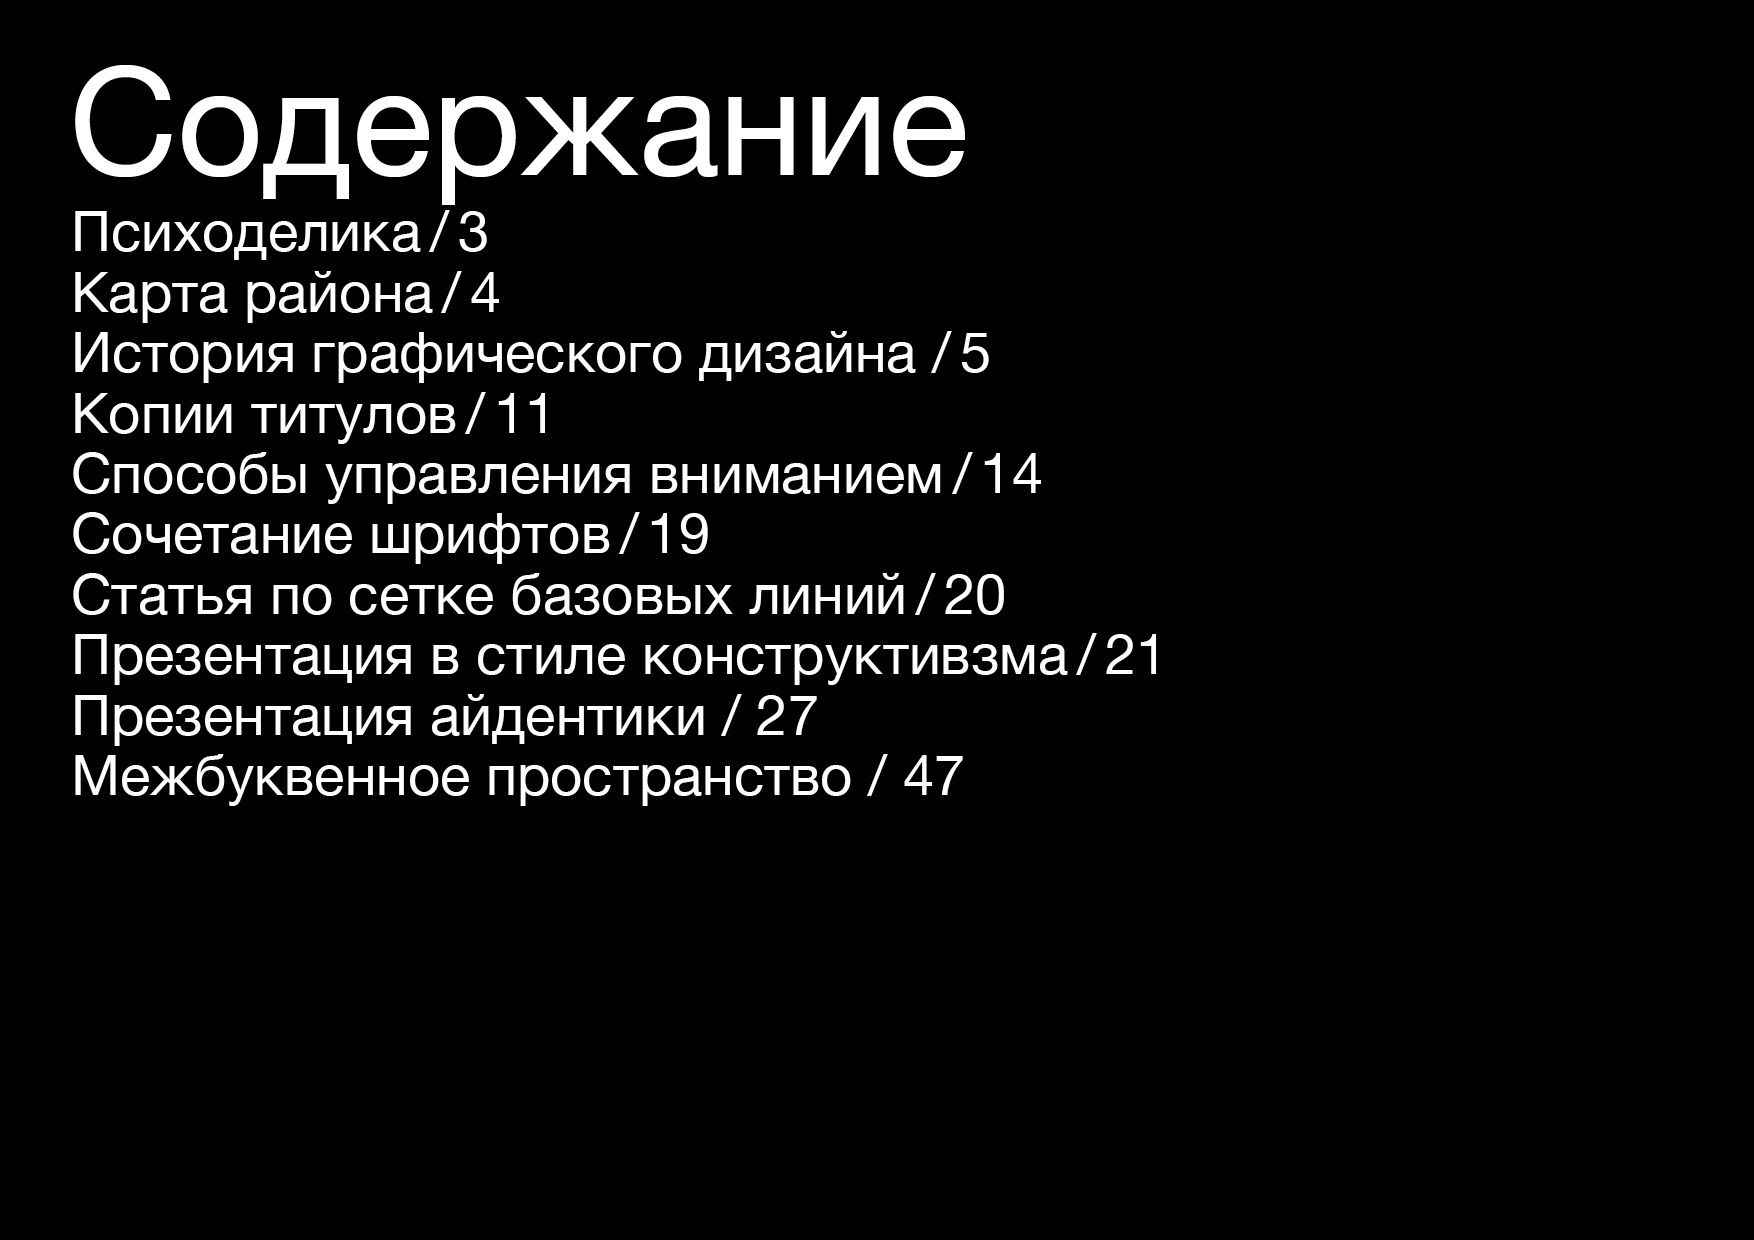 Содержание
Психоделика / 3
Карта района / 4
История графического дизайна / 5
Копии титулов / 11
Способы управления вниманием / 14
Сочетание шрифтов / 19
Статья по сетке базовых линий / 20
Презентация в стиле конструктивзма / 21
Презентация айдентики / 27
Межбуквенное пространство / 47